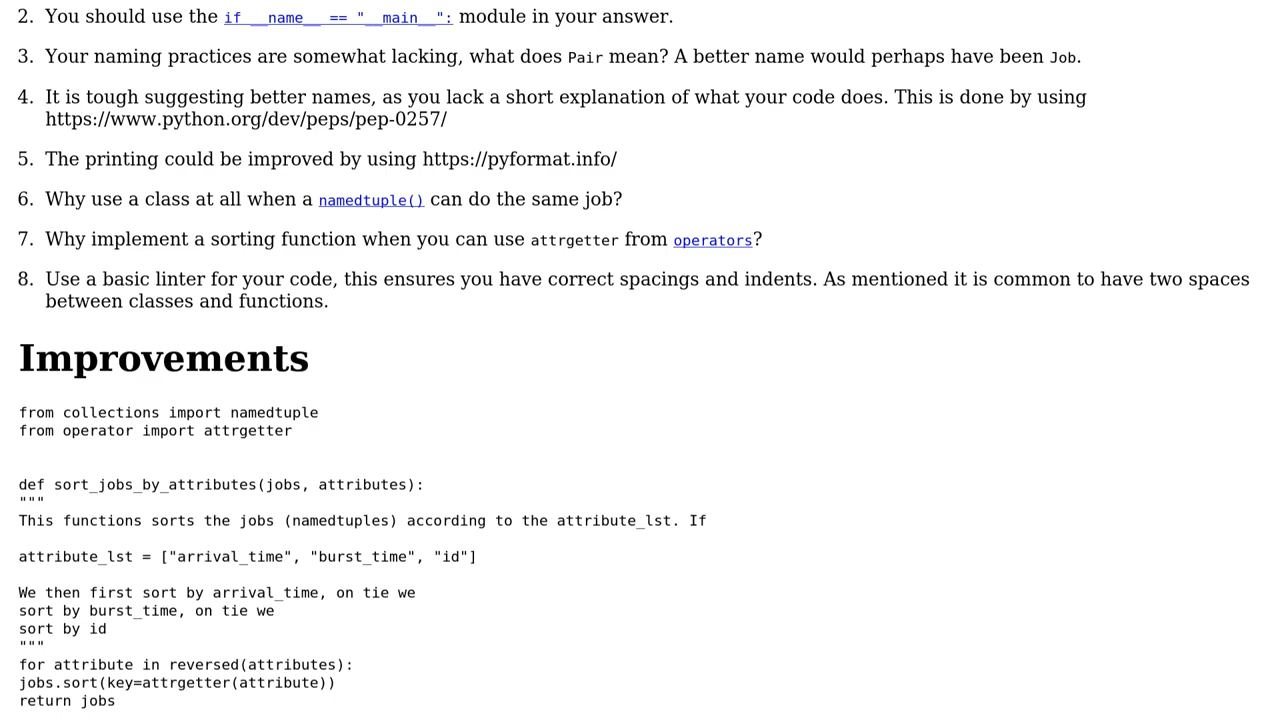 2. You should use the if __name__ == "__main__": module in your answer.
3. Your naming practices are somewhat lacking, what does Pair mean? A better name would perhaps have been Job.
4. It is tough suggesting better names, as you lack a short explanation of what your code does. This is done by using
https://www.python.org/dev/peps/pep-0257/
5. The printing could be improved by using https://pyformat.info/
6. Why use a class at all when a namedtuple() can do the same job?
7. Why implement a sorting function when you can use attrgetter from operators?
8. Use a basic linter for your code, this ensures you have correct spacings and indents. As mentioned it is common to have two spaces
between classes and functions.
Improvements
from collections import namedtuple
from operator import attrgetter
def sort_jobs_by_attributes(jobs, attributes):
"""
This functions sorts the jobs (namedtuples) according to the attribute_lst. If
attribute_lst = ["arrival_time", "burst_time", "id"]
We then first sort by arrival_time, on tie we
sort by burst_time, on tie we
sort by id
"""
for attribute in reversed(attributes):
jobs.sort(key=attrgetter(attribute))
return jobs